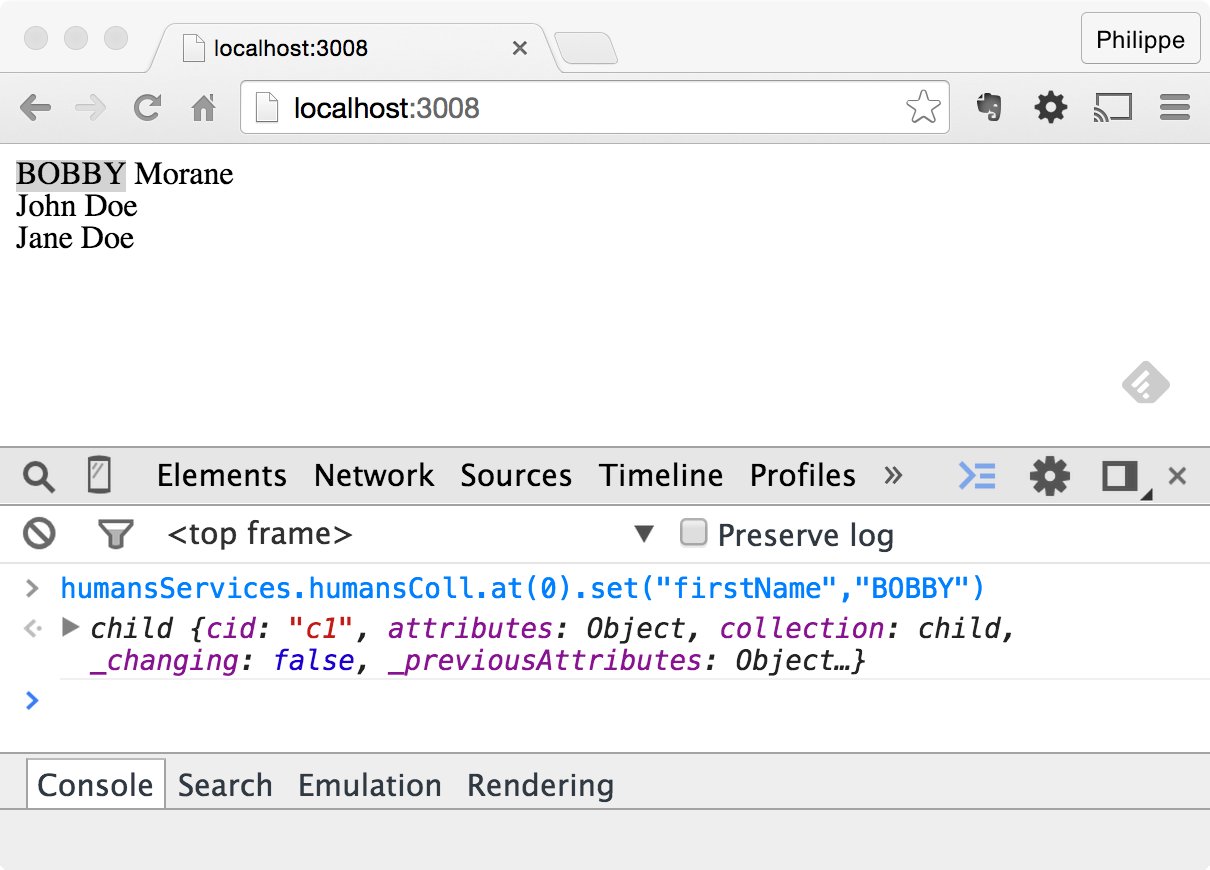 localhost:3008
Philippe
localhost:3008
BOBBY Morane
John Doe
Jane Doe
Elements Network Sources Timeline Profiles »
<top frame> Preserve log
humansServices.humansColl.at(0).set("firstName","BOBBY")
child {cid: "c1", attributes: Object, collection: child,
_changing: false, _previousAttributes: Object…}
Console Search Emulation Rendering